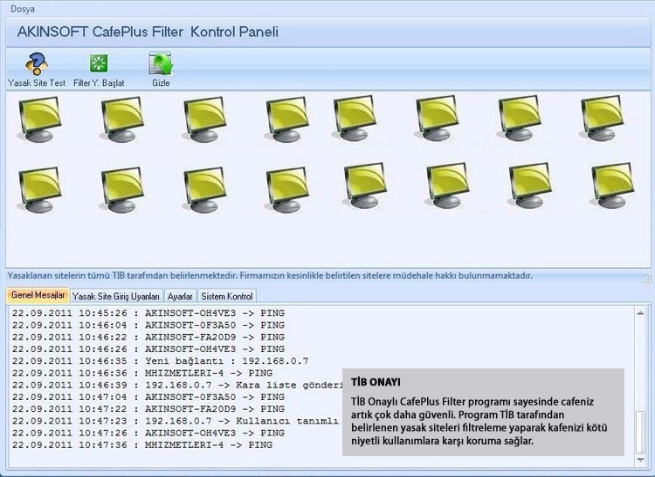 Dosya
AKINSOFT CafePlus Filter Kontrol Paneli
Yasak Site Test Filter Y. Başlat Gizle
Yasaklanan sitelerin tümü TIB tarafından belirlenmektedir. Firmamızın kesinlikle belirtilen sitelere müdehale hakkı bulunmamaktadır.
Genel Mesajlar Yasak Site Giriş Uyarıları Ayarlar Sistem Kontrol
22.09.2011 10:45:26 : AKINSOFT-OH4VE3 -> PING
22.09.2011 10:46:04 : AKINSOFT-0F3A50 -> PING
22.09.2011 10:46:22 : AKINSOFT-FA20D9 -> PING
22.09.2011 10:46:26 : AKINSOFT-OH4VE3 -> PING
22.09.2011 10:46:35 : Yeni bağlantı : 192.168.0.7
22.09.2011 10:46:36 : MHIZMETLERI-4 -> PING
22.09.2011 10:46:39 : 192.168.0.7 -> Kara liste gönderi
22.09.2011 10:47:04 : AKINSOFT-0F3A50 -> PING
22.09.2011 10:47:22 : AKINSOFT-FA20D9 -> PING
22.09.2011 10:47:23 : 192.168.0.7 -> Kullanıcı tanımlı
22.09.2011 10:47:26 : AKINSOFT-OH4VE3 -> PING
22.09.2011 10:47:36 : MHIZMETLERI-4 -> PING
TİB ONAYI
TİB Onaylı CafePlus Filter programı sayesinde cafeniz
artık çok daha güvenli. Program TİB tarafından
belirlenen yasak siteleri filtreleme yaparak kafenizi kötü
niyetli kullanımlara karşı koruma sağlar.